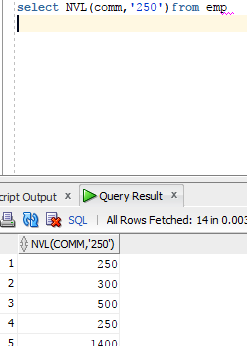 select NVL(comm,'250')from emp
cript Output x Query Result x
SQL | All Rows Fetched: 14 in 0.003
NVL(COMM,'250')
1 250
2 300
3 500
4 250
5 1400